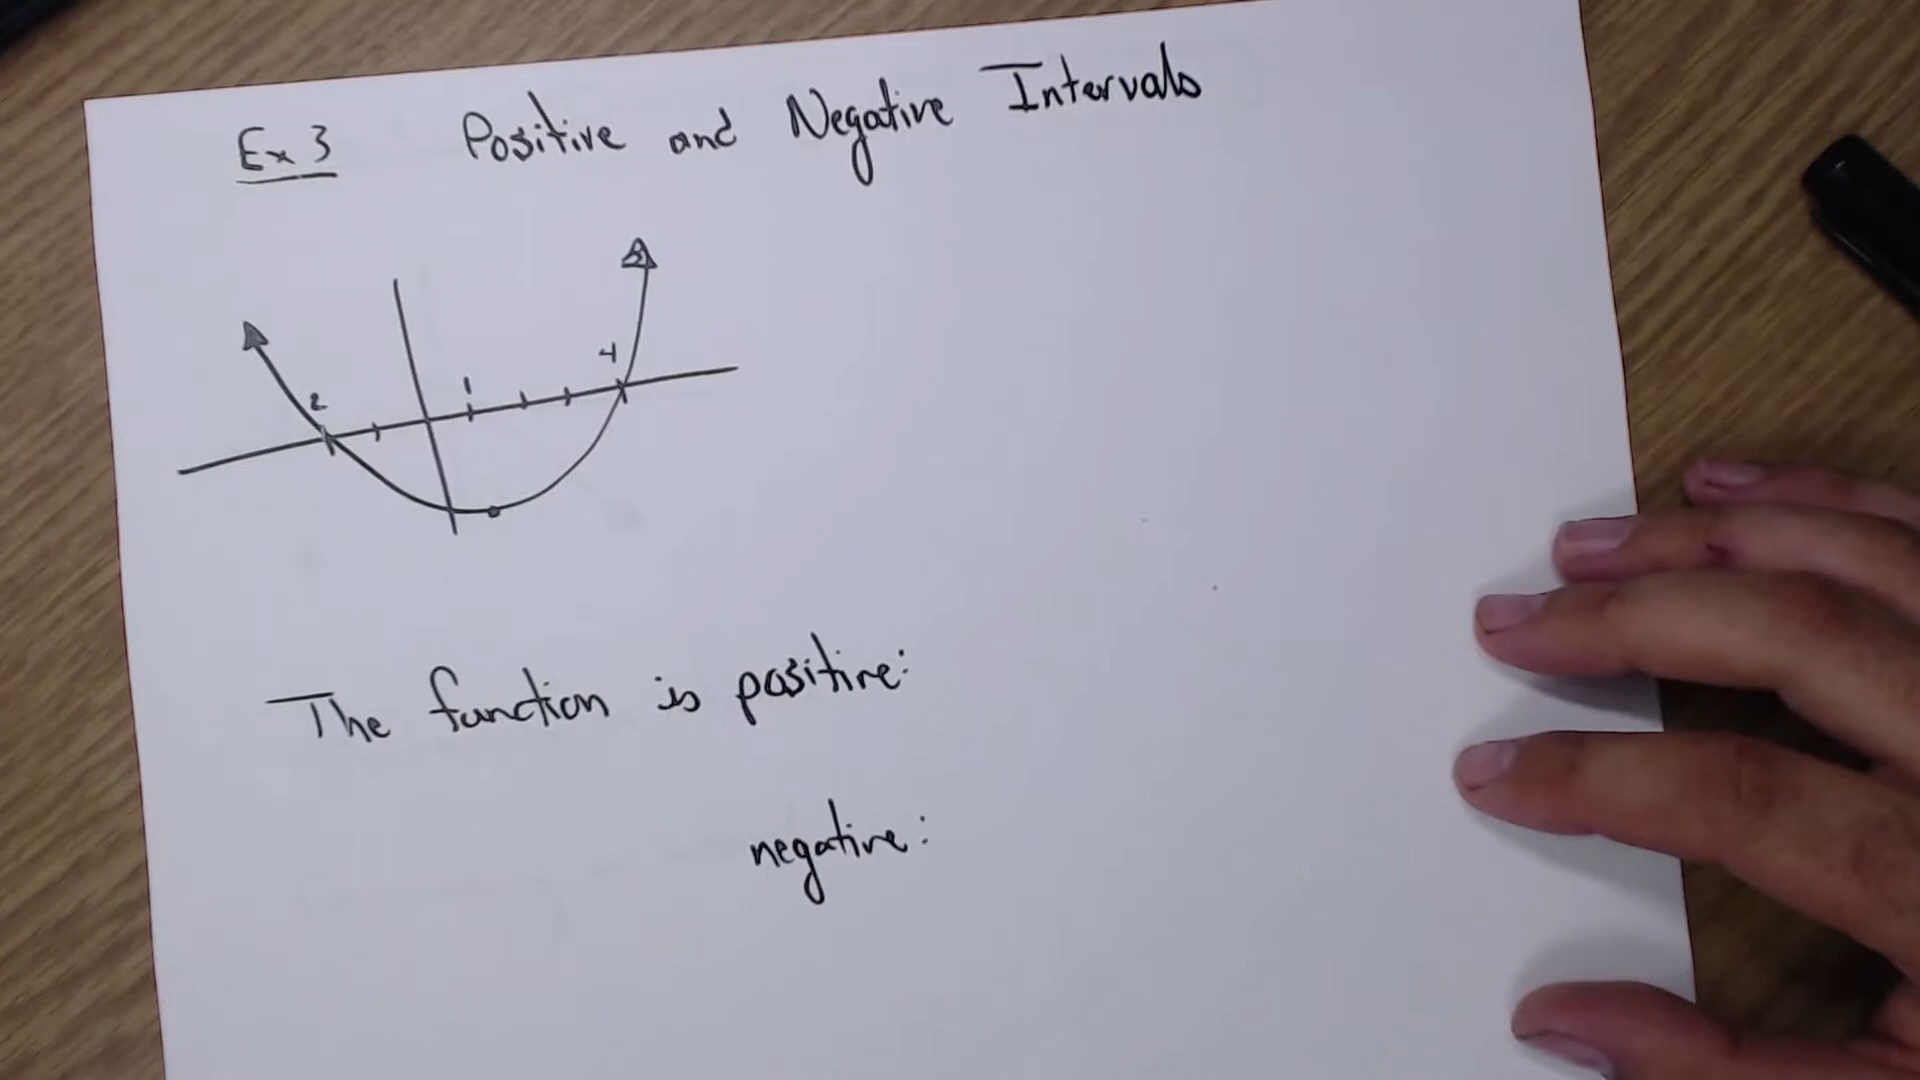 Ex 3 Positive and Negative Intervals
2 1 4
The function is positive:
negative: